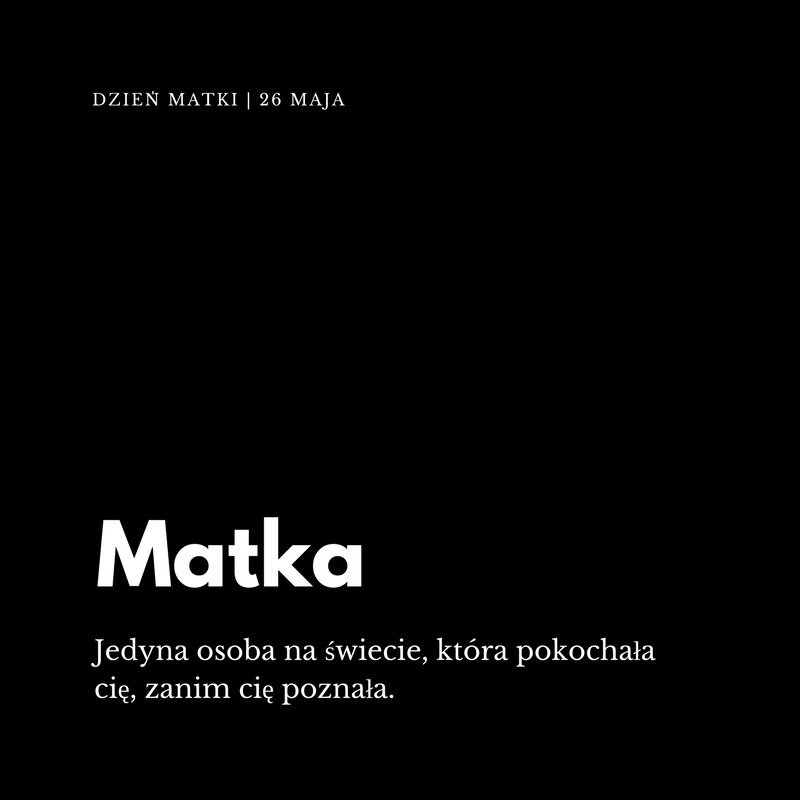 DZIEŃ MATKI | 26 MAJA
Matka
Jedyna osoba na świecie, która pokochała
cię, zanim cię poznała.